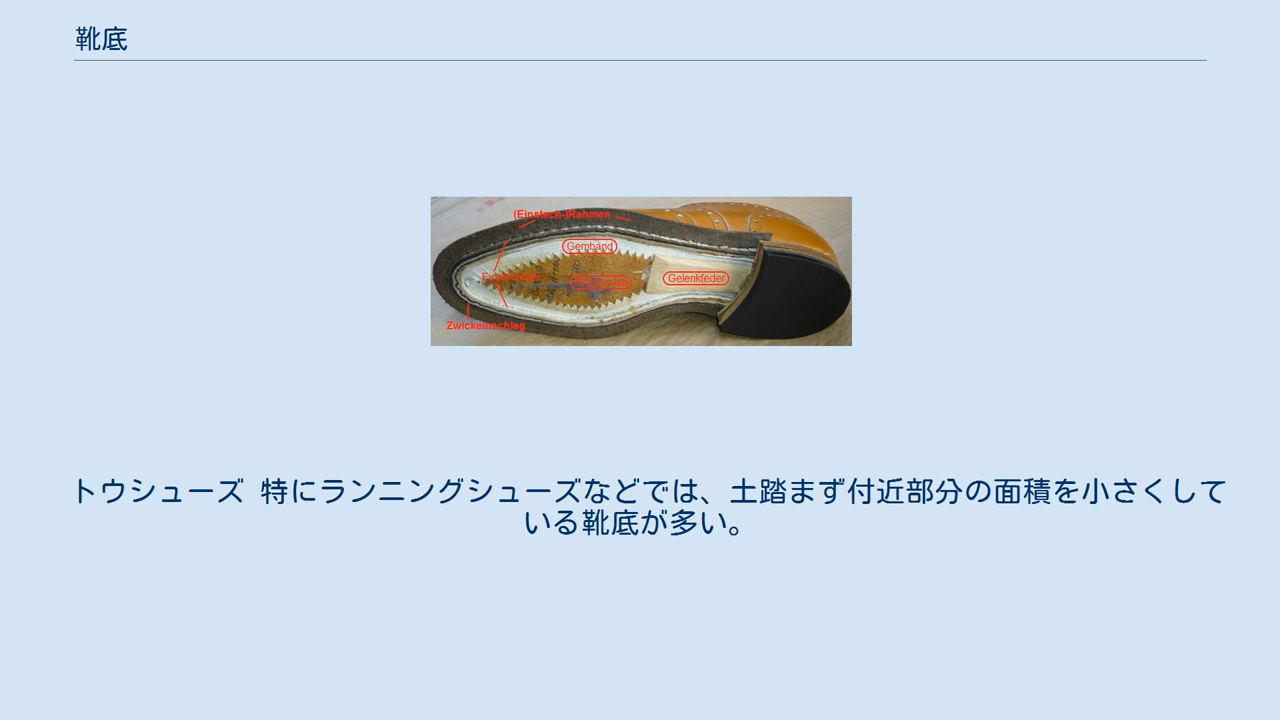 靴底
(Einstech-)Rahmen
Gemband
Gelenkfeder
Zwickeinschlag
トウシューズ 特にランニングシューズなどでは、土踏まず付近部分の面積を小さくして
いる靴底が多い。